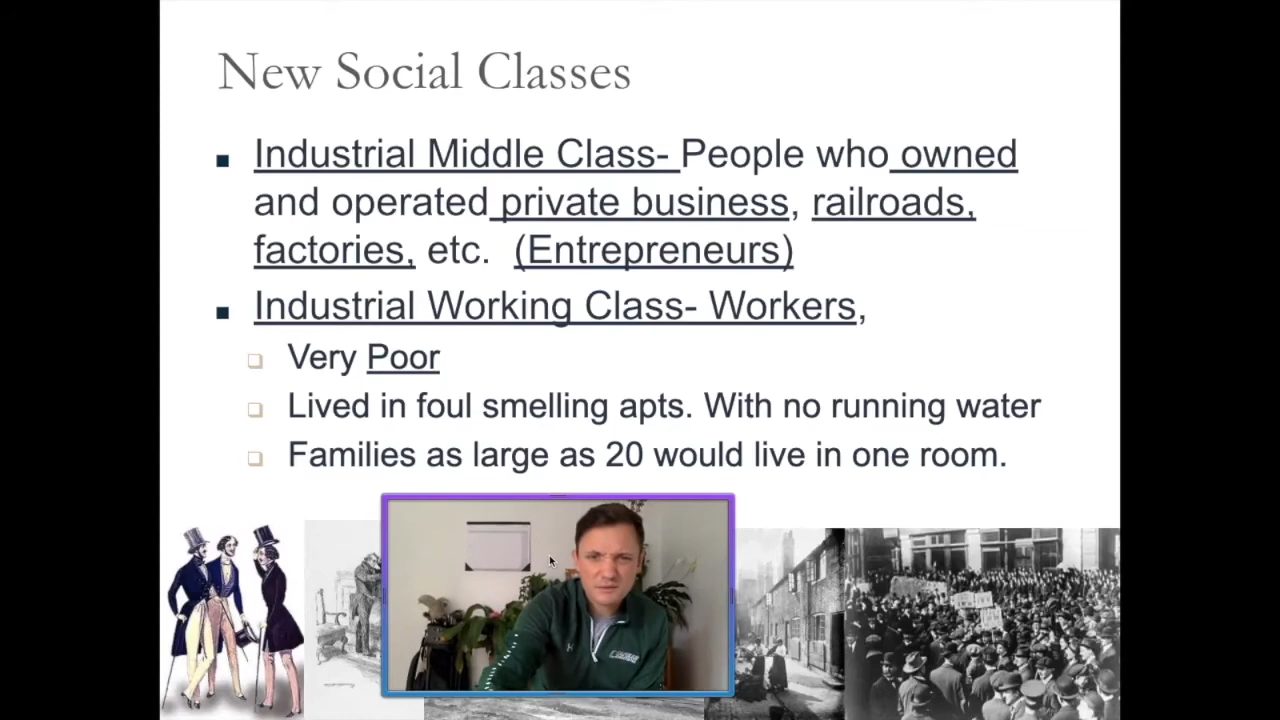 New Social Classes
■ Industrial Middle Class- People who owned
and operated private business, railroads,
factories, etc. (Entrepreneurs)
■ Industrial Working Class- Workers,
❑ Very Poor
❑ Lived in foul smelling apts. With no running water
❑ Families as large as 20 would live in one room.